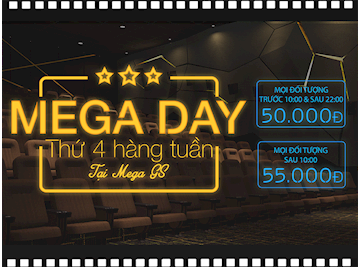 MEGA DAY
Thứ 4 hàng tuần
Tại Mega GS
MỌI ĐỐI TƯỢNG
TRƯỚC 10:00 & SAU 22:00
50.000Đ
MỌI ĐỐI TƯỢNG
SAU 10:00
55.000Đ